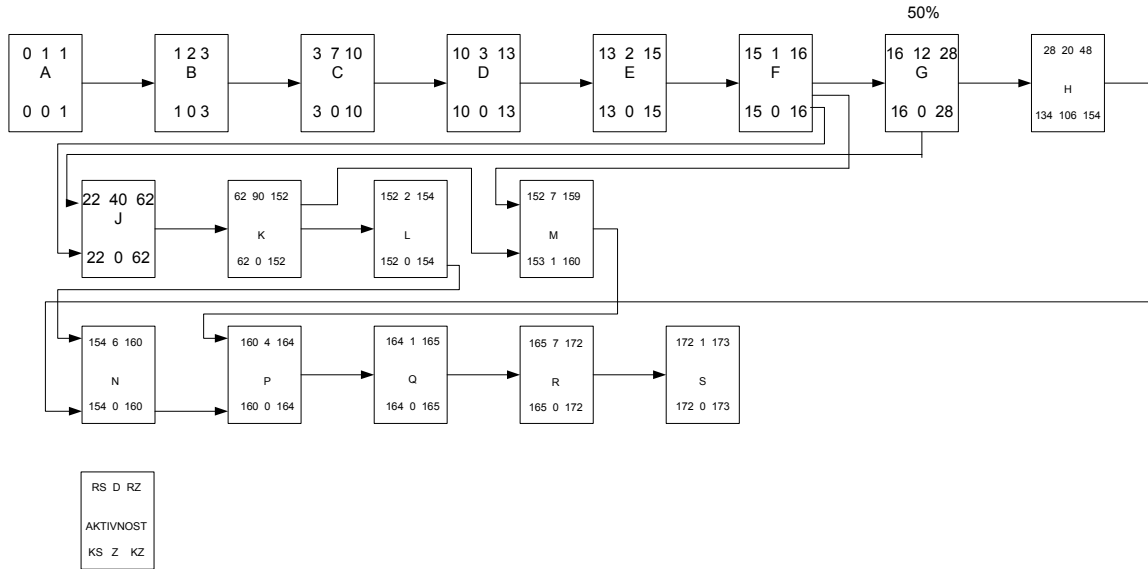 50%
0 1 1
A
0 0 1
1 2 3
B
1 0 3
3 7 10
C
3 0 10
10 3 13
D
10 0 13
13 2 15
E
13 0 15
15 1 16
F
15 0 16
16 12 28
G
16 0 28
28 20 48
H
134 106 154
22 40 62
J
22 0 62
62 90 152
K
62 0 152
152 2 154
L
152 0 154
152 7 159
M
153 1 160
154 6 160
N
154 0 160
160 4 164
P
160 0 164
164 1 165
Q
164 0 165
165 7 172
R
165 0 172
172 1 173
S
172 0 173
RS D RZ
AKTIVNOST
KS Z KZ